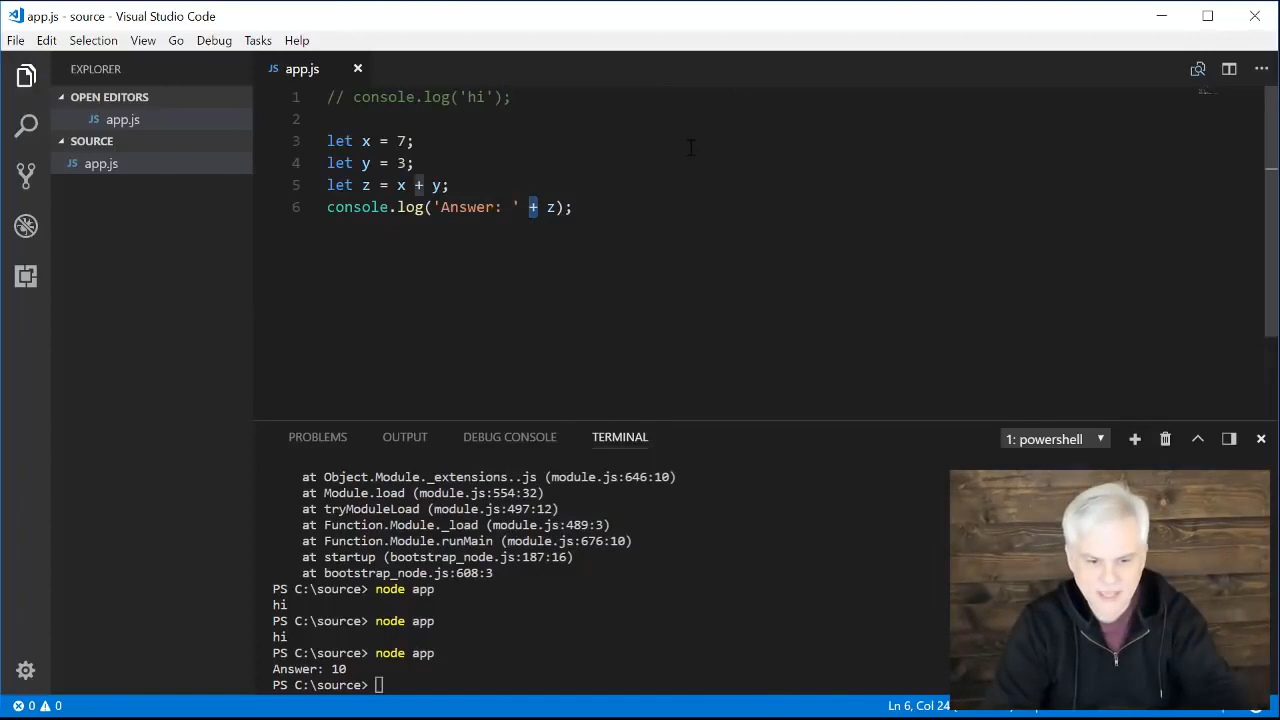 app.js - source - Visual Studio Code
File Edit Selection View Go Debug Tasks Help
EXPLORER
OPEN EDITORS
JS app.js
SOURCE
JS app.js
JS app.js
1 // console.log('hi');
2
3 let x = 7;
4 let y = 3;
5 let z = x + y;
6 console.log('Answer: ' + z);
PROBLEMS OUTPUT DEBUG CONSOLE TERMINAL
1: powershell
at Object.Module._extensions..js (module.js:646:10)
at Module.load (module.js:554:32)
at tryModuleLoad (module.js:497:12)
at Function.Module._load (module.js:489:3)
at Function.Module.runMain (module.js:676:10)
at startup (bootstrap_node.js:187:16)
at bootstrap_node.js:608:3
PS C:\source> node app
hi
PS C:\source> node app
hi
PS C:\source> node app
Answer: 10
PS C:\source>
0 0
Ln 6, Col 24